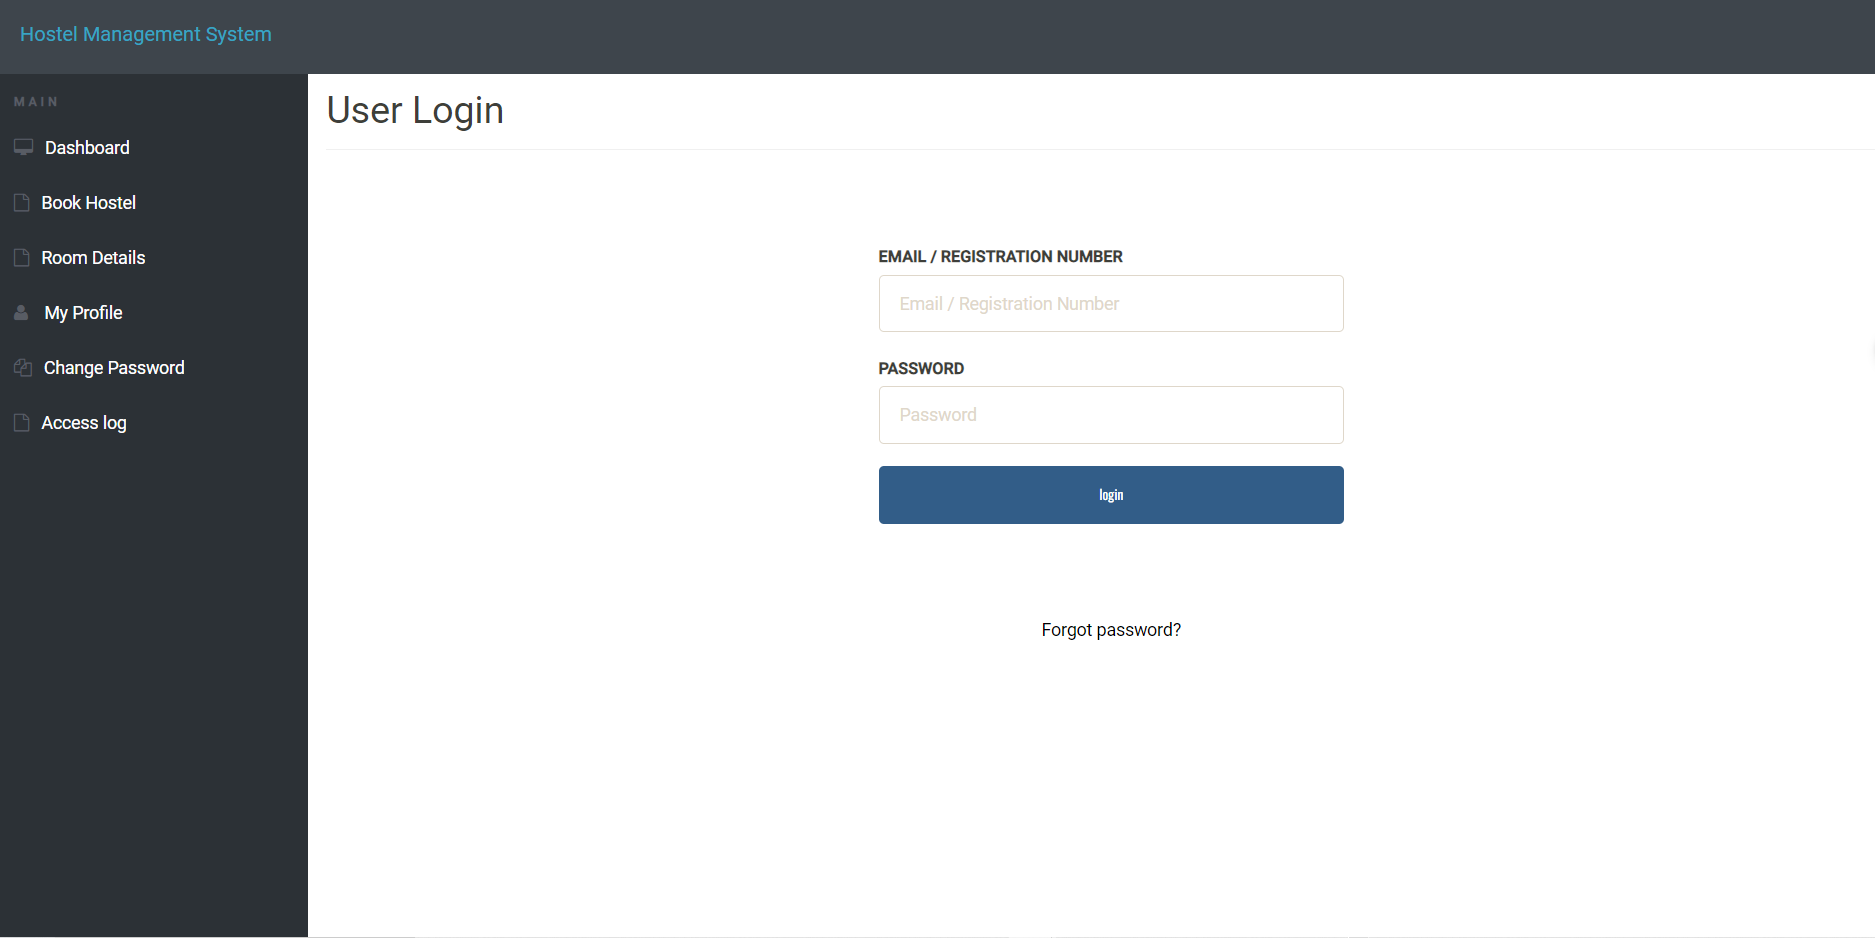 Hostel Management System
MAIN
Dashboard
Book Hostel
Room Details
My Profile
Change Password
Access log
User Login
EMAIL / REGISTRATION NUMBER
Email / Registration Number
PASSWORD
Password
login
Forgot password?